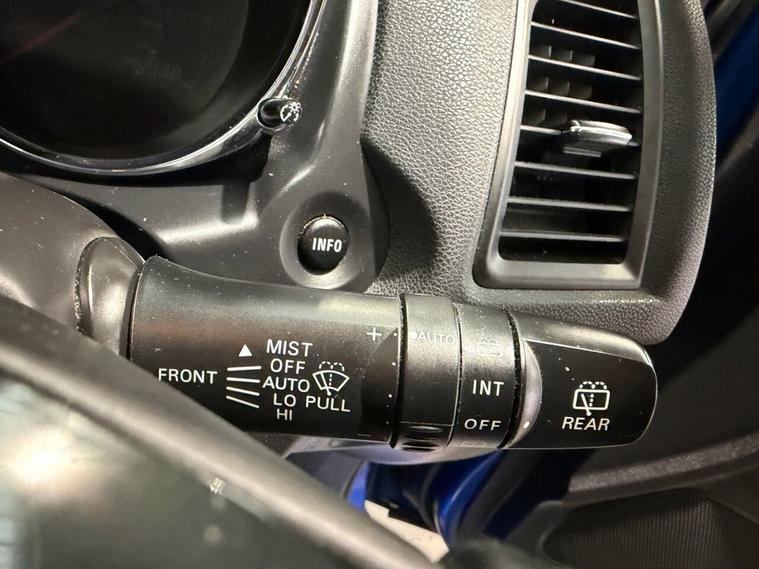 INFO
MIST
OFF
FRONT
AUTO
LO PULL
HI
+
AUTO
INT
OFF
REAR